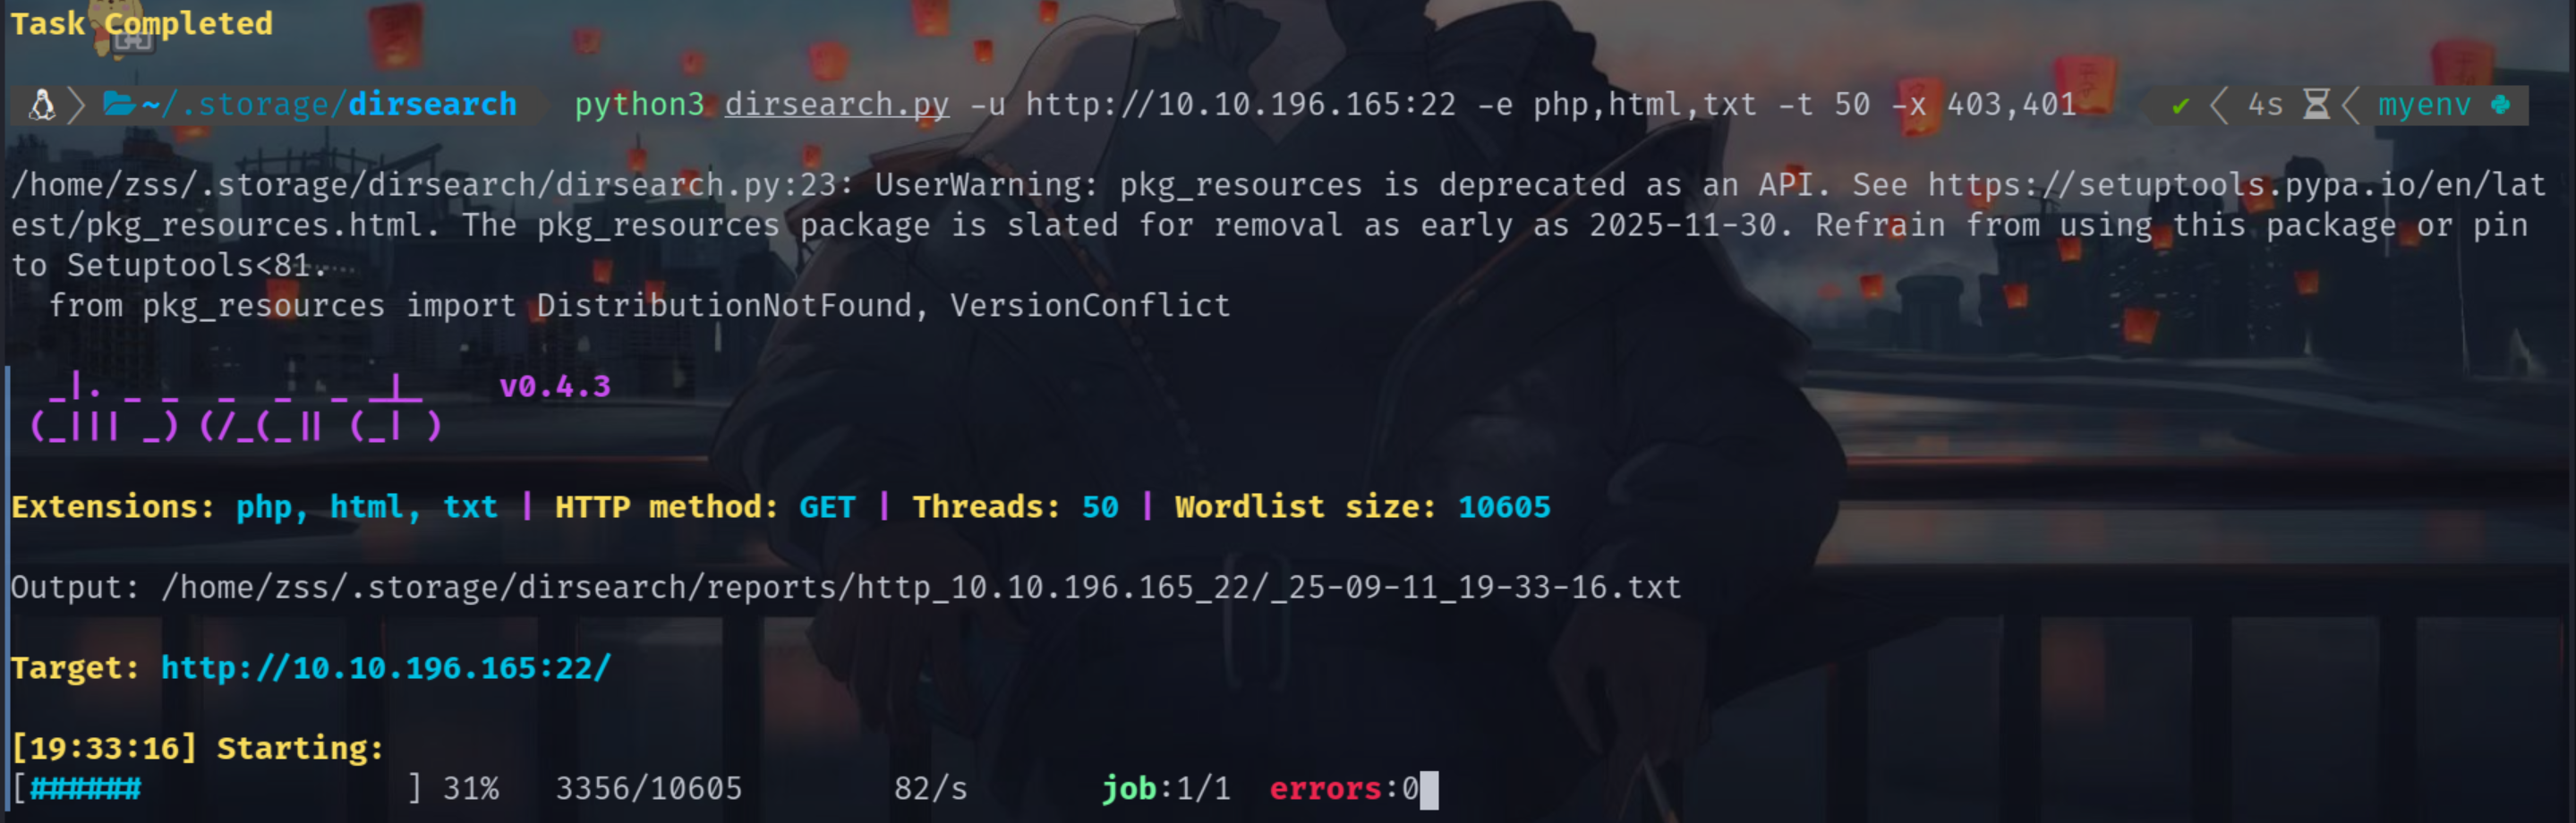 Task Completed
~/.storage/dirsearch python3 dirsearch.py -u http://10.10.196.165:22 -e php,html,txt -t 50 -x 403,401 ✔ 4s myenv
/home/zss/.storage/dirsearch/dirsearch.py:23: UserWarning: pkg_resources is deprecated as an API. See https://setuptools.pypa.io/en/lat
est/pkg_resources.html. The pkg_resources package is slated for removal as early as 2025-11-30. Refrain from using this package or pin
to Setuptools<81.
  from pkg_resources import DistributionNotFound, VersionConflict
  _|. _ _  _  _  _ _|_    v0.4.3
 (_||| _) (/_(_|| (_| )
Extensions: php, html, txt | HTTP method: GET | Threads: 50 | Wordlist size: 10605
Output: /home/zss/.storage/dirsearch/reports/http_10.10.196.165_22/_25-09-11_19-33-16.txt
Target: http://10.10.196.165:22/
[19:33:16] Starting:
[######              ] 31%   3356/10605        82/s       job:1/1  errors:0